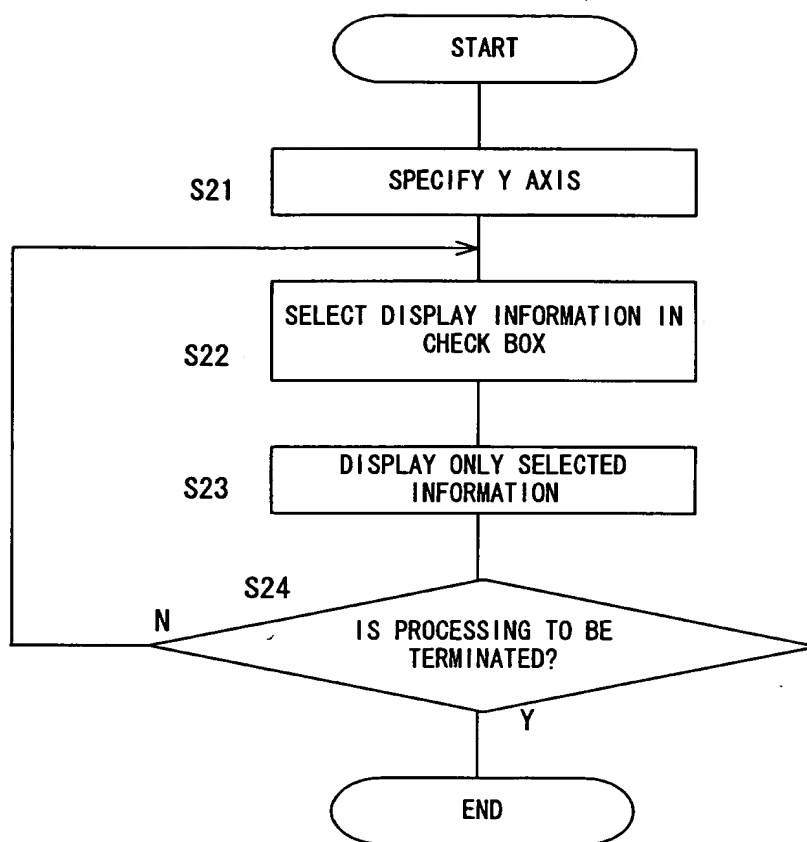 START
S21
SPECIFY Y AXIS
S22
SELECT DISPLAY INFORMATION IN
CHECK BOX
S23
DISPLAY ONLY SELECTED
INFORMATION
S24
N
IS PROCESSING TO BE
TERMINATED?
Y
END